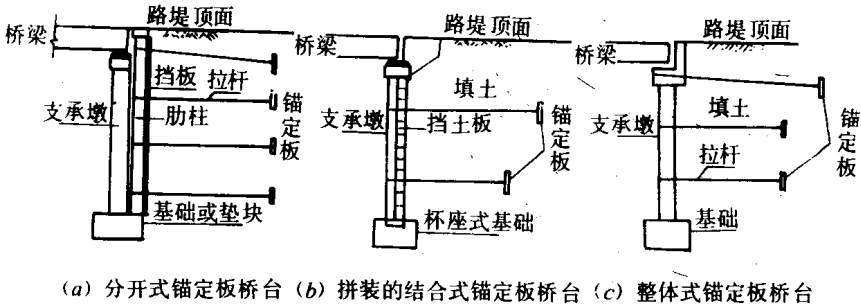 路堤顶面
桥梁
挡板
拉杆
支承墩
肋柱
锚定板
基础或垫块
路堤顶面
桥梁
填土
支承墩
挡土板
锚定板
杯座式基础
路堤顶面
桥梁
填土
支承墩
拉杆
锚定板
基础
(a) 分开式锚定板桥台 (b) 拼装的结合式锚定板桥台 (c) 整体式锚定板桥台